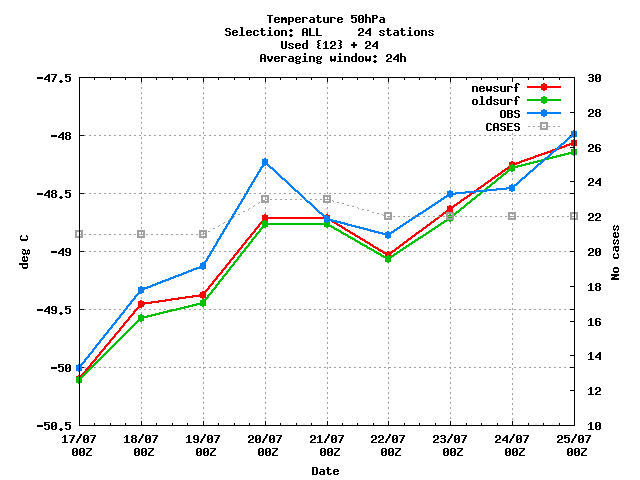 Temperature 50hPa
Selection: ALL     24 stations
Used {12} + 24
Averaging window: 24h
newsurf
oldsurf
OBS
CASES
-47.5
-48
-48.5
-49
-49.5
-50
-50.5
deg C
30
28
26
24
22
20
18
16
14
12
10
No cases
17/07 18/07 19/07 20/07 21/07 22/07 23/07 24/07 25/07
00Z 00Z 00Z 00Z 00Z 00Z 00Z 00Z 00Z
Date